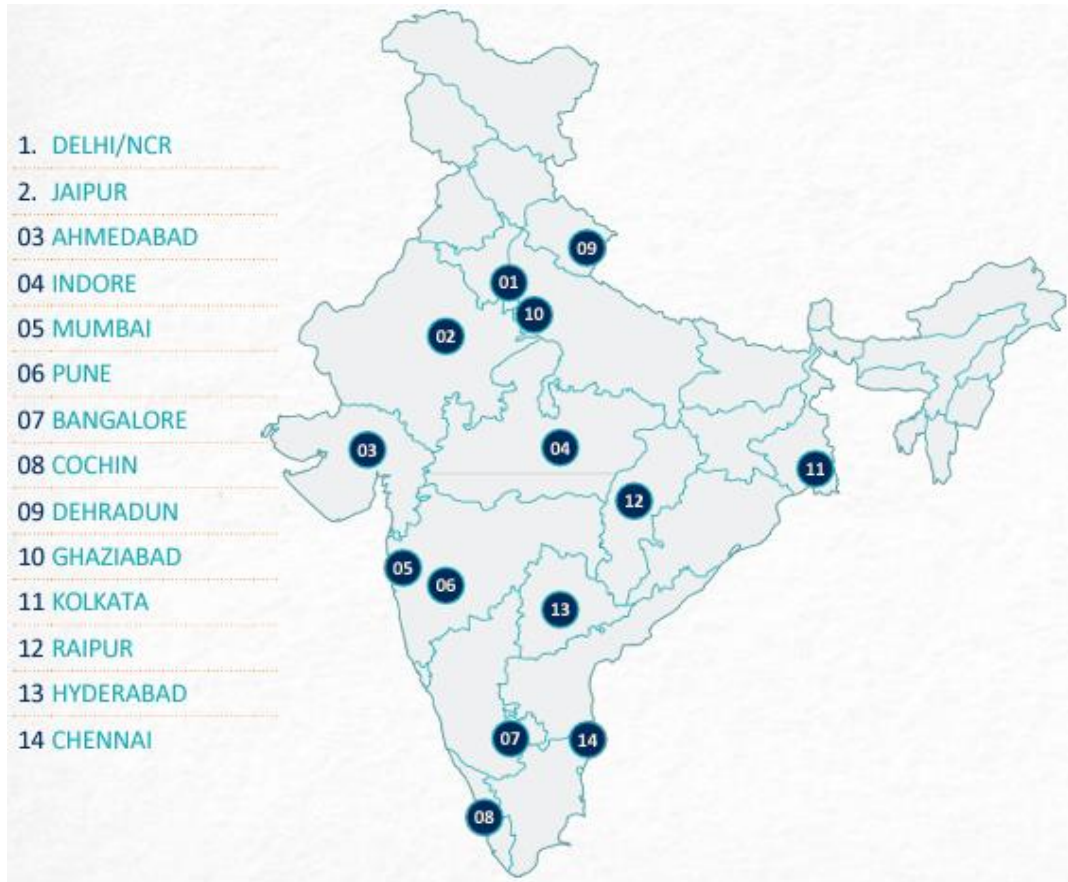 1. DELHI/NCR
2. JAIPUR
03 AHMEDABAD
04 INDORE
05 MUMBAI
06 PUNE
07 BANGALORE
08 COCHIN
09 DEHRADUN
10 GHAZIABAD
11 KOLKATA
12 RAIPUR
13 HYDERABAD
14 CHENNAI
09
01
10
02
03
04
11
12
05
06
13
07
14
08